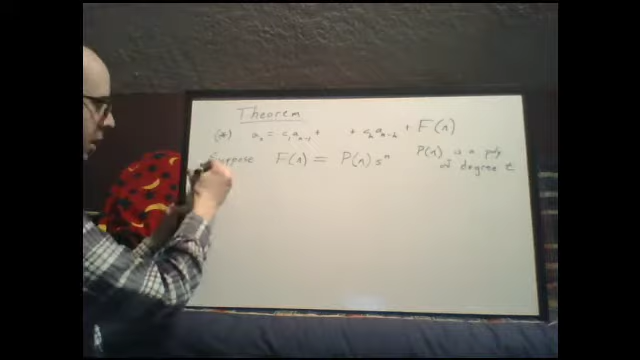 Theorem
(*) aₙ = c₁aₙ₋₁ + + cₖaₙ₋ₖ + F(n)
Suppose F(n) = P(n) sⁿ P(n) is a poly
of degree t